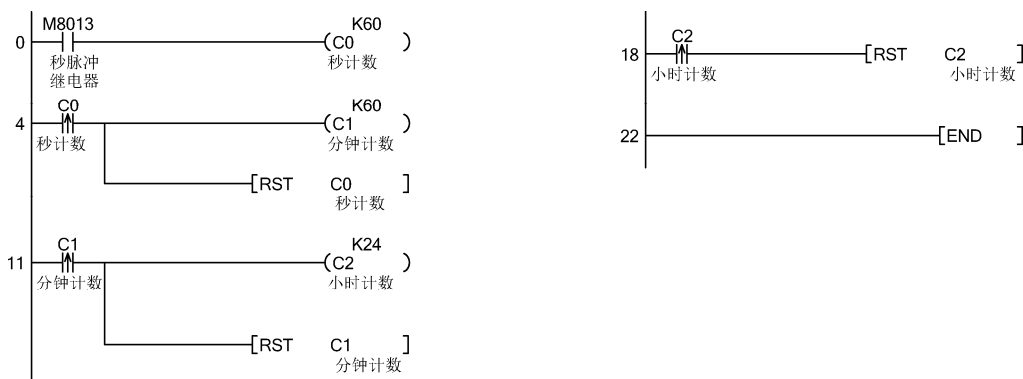 M8013 K60
0 (C0 )
秒脉冲 秒计数
继电器
C0 K60
4 (C1 )
秒计数 分钟计数
[RST C0 ]
秒计数
C1 K24
11 (C2 )
分钟计数 小时计数
[RST C1 ]
分钟计数
C2
18 [RST C2 ]
小时计数 小时计数
22 [END ]